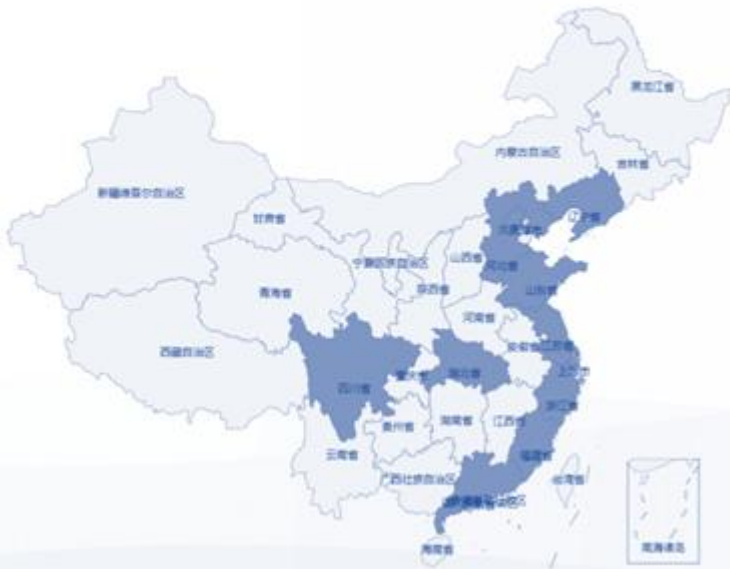 黑龙江省
内蒙古自治区
吉林省
新疆维吾尔自治区
甘肃省
辽宁省
宁夏回族自治区
山西省
河北省
青海省
陕西省
山东省
河南省
西藏自治区
安徽省
江苏省
上海市
四川省
重庆市
湖北省
浙江省
贵州省
湖南省
江西省
云南省
福建省
广西壮族自治区
台湾省
海南省
南海诸岛